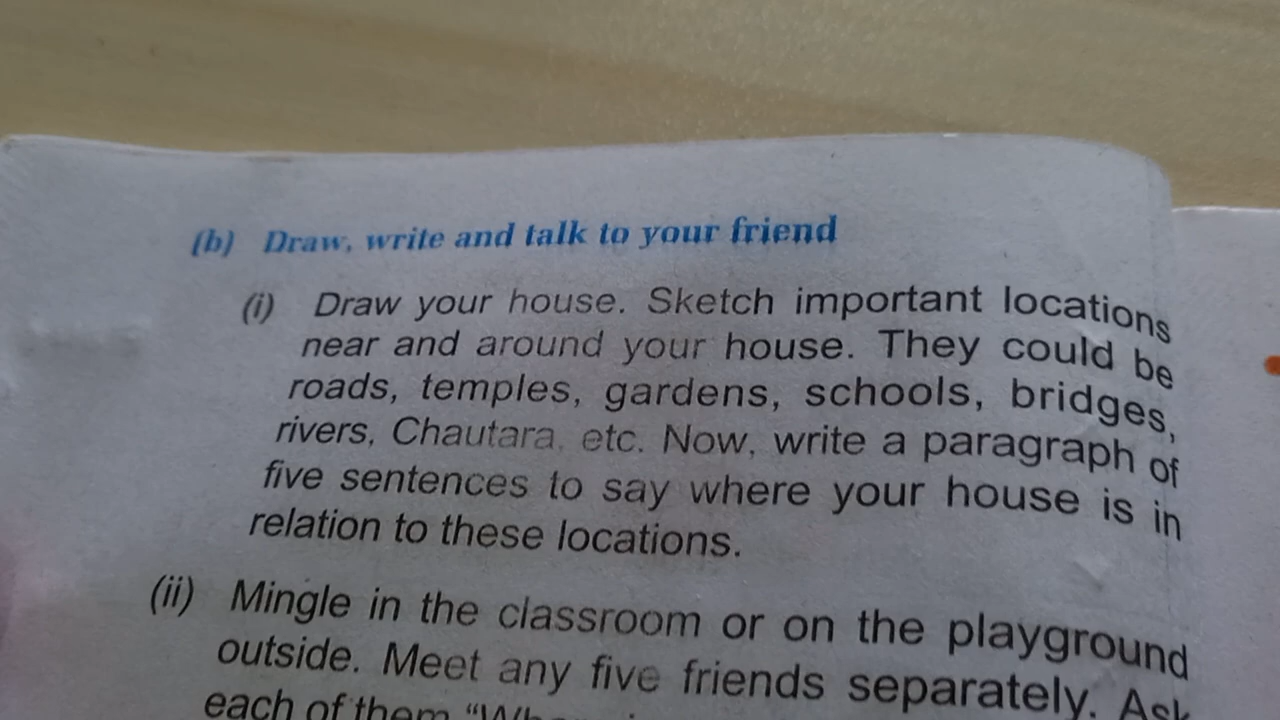 (b) Draw, write and talk to your friend
(i) Draw your house. Sketch important locations
near and around your house. They could be
roads, temples, gardens, schools, bridges,
rivers, Chautara, etc. Now, write a paragraph of
five sentences to say where your house is in
relation to these locations.
(ii) Mingle in the classroom or on the playground
outside. Meet any five friends separately. Ask
each of them